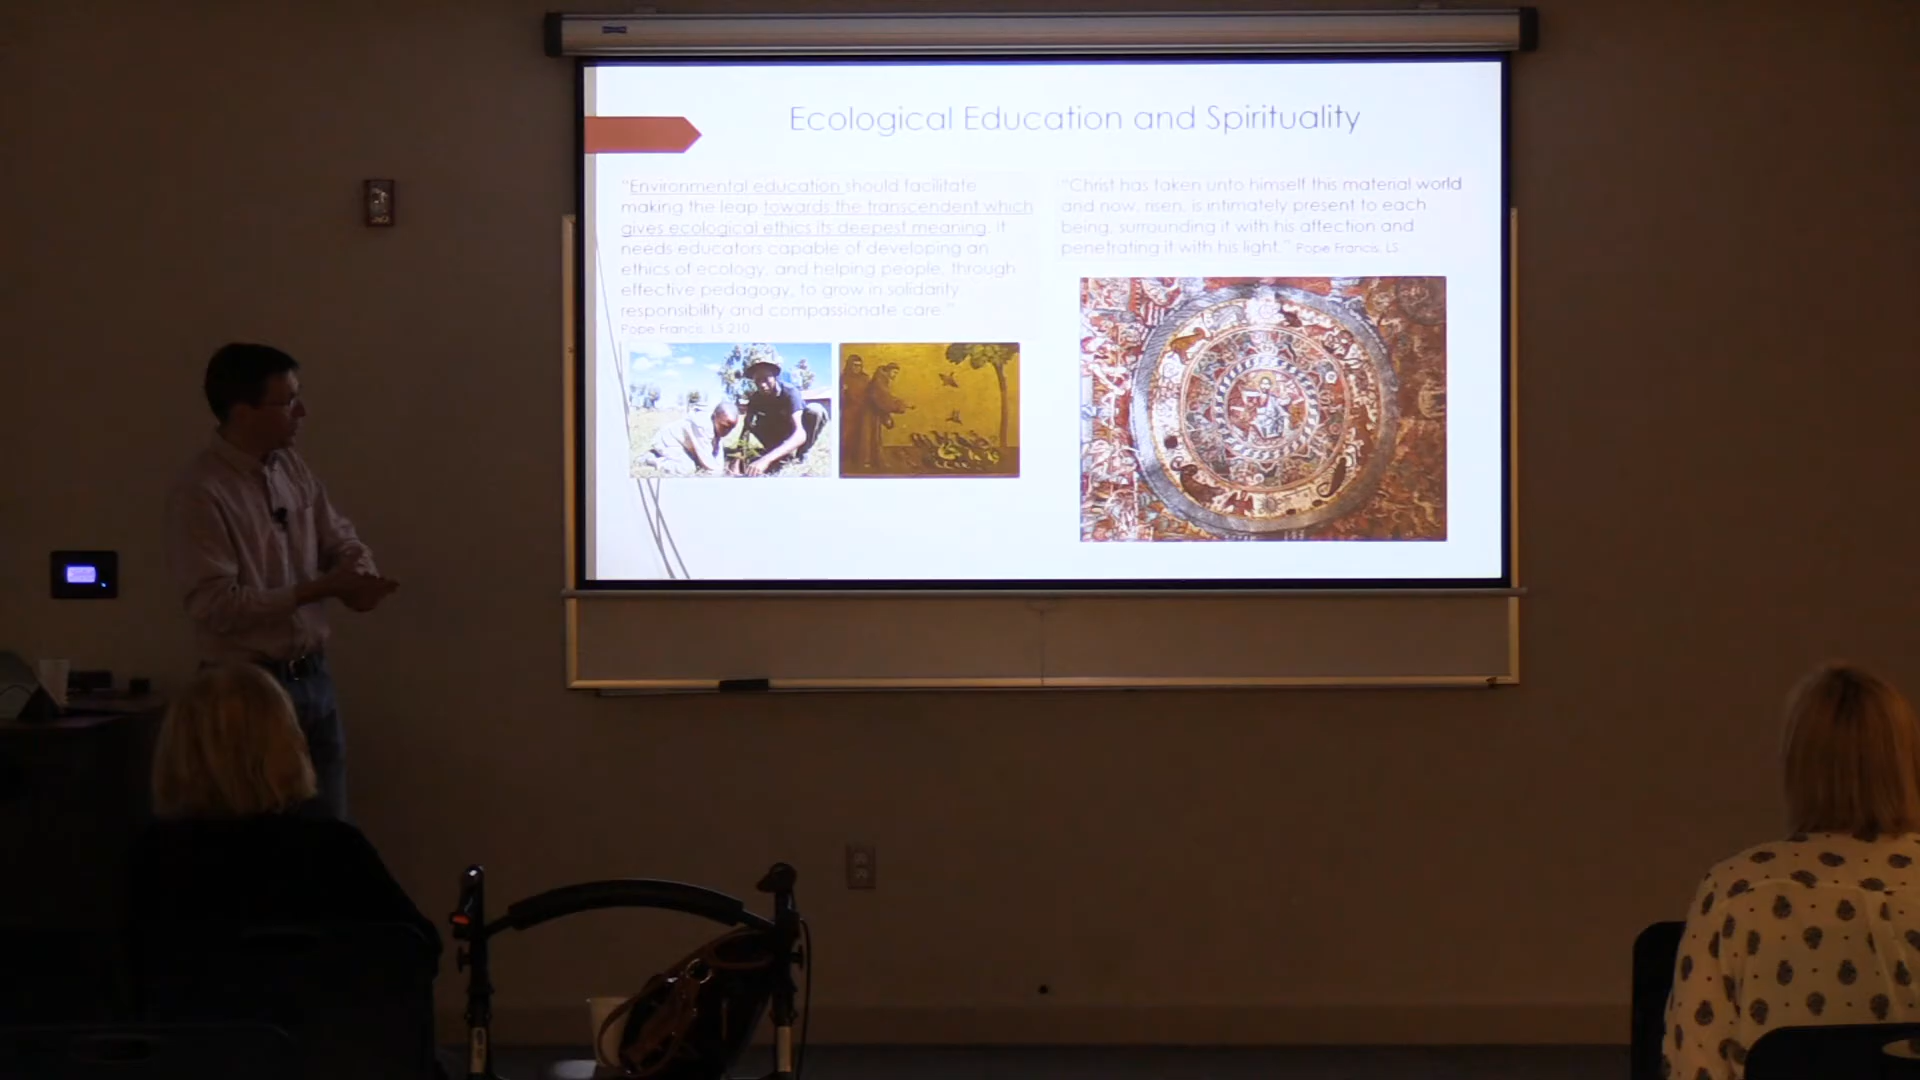 Ecological Education and Spirituality
"Environmental education should facilitate
making the leap towards the transcendent which
gives ecological ethics its deepest meaning. It
needs educators capable of developing an
ethics of ecology, and helping people, through
effective pedagogy, to grow in solidarity,
responsibility and compassionate care."
Pope Francis, LS 210
"Christ has taken unto himself this material world
and now, risen, is intimately present to each
being, surrounding it with his affection and
penetrating it with his light." Pope Francis, LS